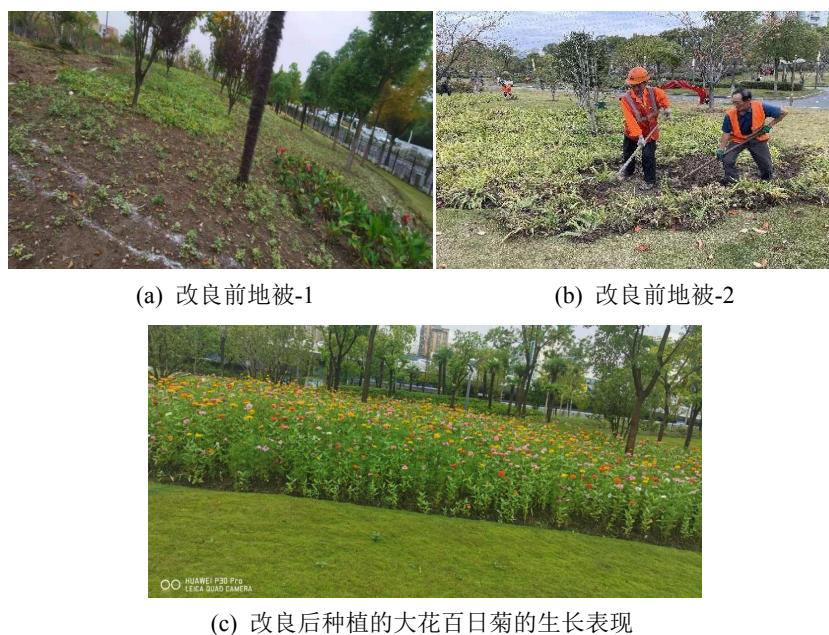 (a) 改良前地被-1
(b) 改良前地被-2
HUAWEI P30 Pro
LEICA QUAD CAMERA
(c) 改良后种植的大花百日菊的生长表现